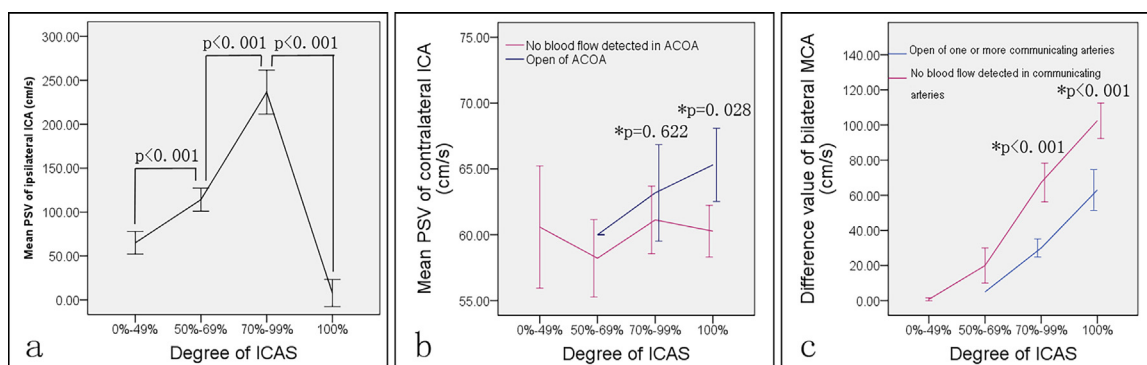 300.00
250.00
200.00
150.00
100.00
50.00
0.00
Mean PSV of ipsilateral ICA (cm/s)
p<0.001
p<0.001
p<0.001
0%-49%
50%-69%
70%-99%
100%
Degree of ICAS
a
75.00
70.00
65.00
60.00
55.00
Mean PSV of contralateral ICA
(cm/s)
No blood flow detected in ACOA
Open of ACOA
*p=0.622
*p=0.028
0%-49%
50%-69%
70%-99%
100%
Degree of ICAS
b
140.00
120.00
100.00
80.00
60.00
40.00
20.00
0.00
Difference value of bilateral MCA
(cm/s)
Open of one or more communicating arteries
No blood flow detected in communicating
arteries
*p<0.001
*p<0.001
0%-49%
50%-69%
70%-99%
100%
Degree of ICAS
c